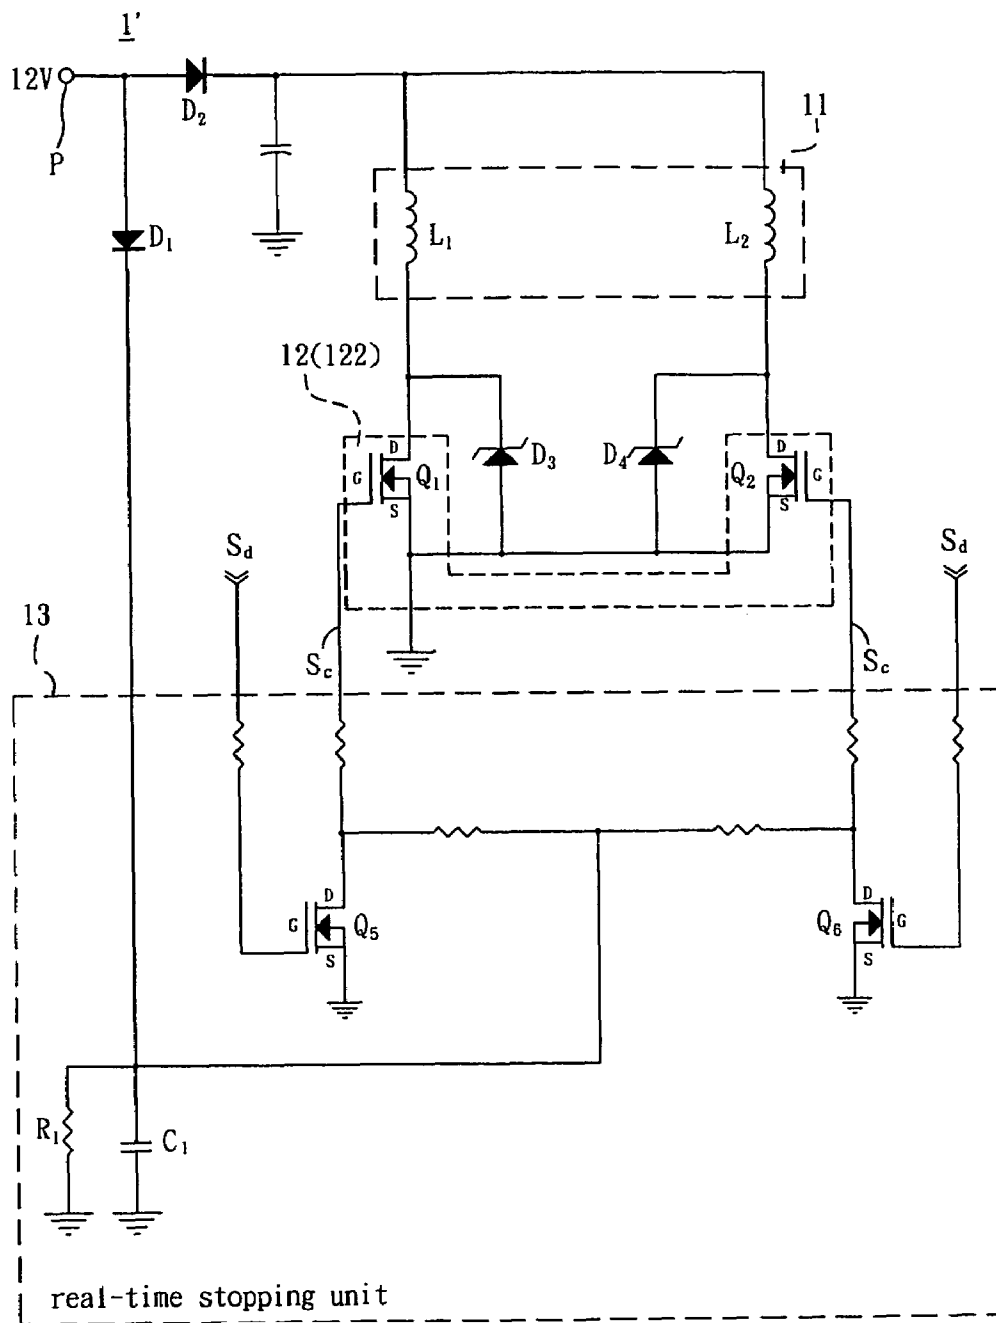 1'
12V
D₂
P
11
D₁
L₁
L₂
12(122)
D
G
Q₁
S
D₃
D₄
D
Q₂
G
S
Sd
Sd
13
Sc
Sc
D
G
Q₅
S
D
Q₆
G
S
R₁
C₁
real-time stopping unit